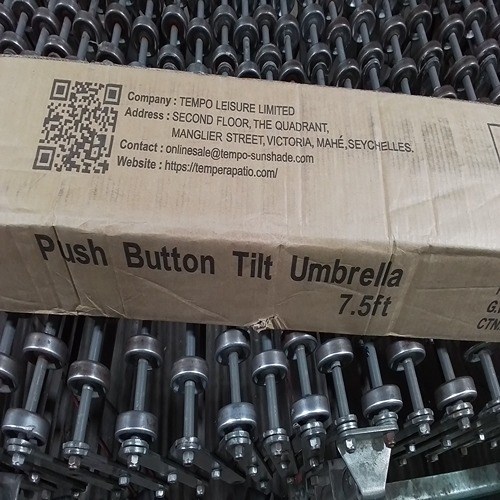 Company : TEMPO LEISURE LIMITED
Address : SECOND FLOOR, THE QUADRANT,
MANGLIER STREET, VICTORIA, MAHÉ, SEYCHELLES.
Contact : onlinesale@tempo-sunshade.com
Website : https://temperapatio.com/
Push Button Tilt Umbrella
7.5ft
CTN